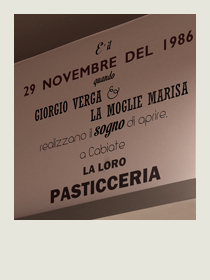 E' il
29 NOVEMBRE DEL 1986
quando
GIORGIO VERGA &
LA MOGLIE MARISA
realizzano il sogno di aprire,
a Cabiate
LA LORO
PASTICCERIA